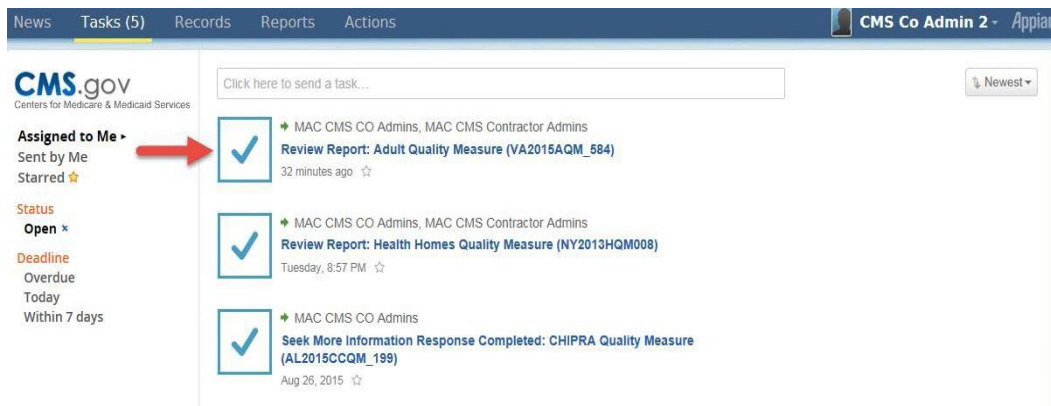 News Tasks (5) Records Reports Actions CMS Co Admin 2
CMS.gov
Centers for Medicare & Medicaid Services
Click here to send a task...
Newest
Assigned to Me
Sent by Me
Starred
Status
Open ×
Deadline
Overdue
Today
Within 7 days
MAC CMS CO Admins, MAC CMS Contractor Admins
Review Report: Adult Quality Measure (VA2015AQM_584)
32 minutes ago
MAC CMS CO Admins, MAC CMS Contractor Admins
Review Report: Health Homes Quality Measure (NY2013HQM008)
Tuesday, 8:57 PM
MAC CMS CO Admins
Seek More Information Response Completed: CHIPRA Quality Measure
(AL2015CCQM_199)
Aug 26, 2015